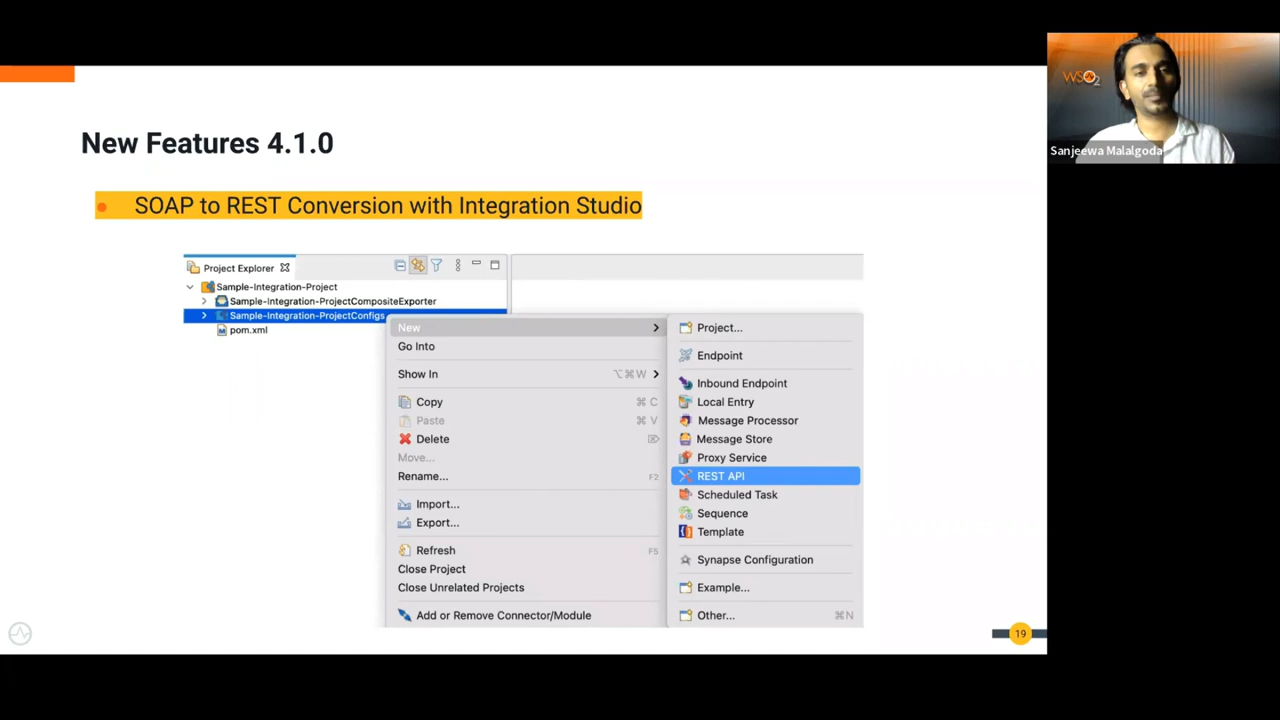 WSO2
Sanjeewa Malalgoda
New Features 4.1.0
SOAP to REST Conversion with Integration Studio
Project Explorer
Sample-Integration-Project
Sample-Integration-ProjectCompositeExporter
Sample-Integration-ProjectConfigs
pom.xml
New
Go Into
Show In ⌥⌘W
Copy ⌘ C
Paste ⌘ V
Delete ⌦
Move...
Rename... F2
Import...
Export...
Refresh F5
Close Project
Close Unrelated Projects
Add or Remove Connector/Module
Project...
Endpoint
Inbound Endpoint
Local Entry
Message Processor
Message Store
Proxy Service
REST API
Scheduled Task
Sequence
Template
Synapse Configuration
Example...
Other... ⌘N
19